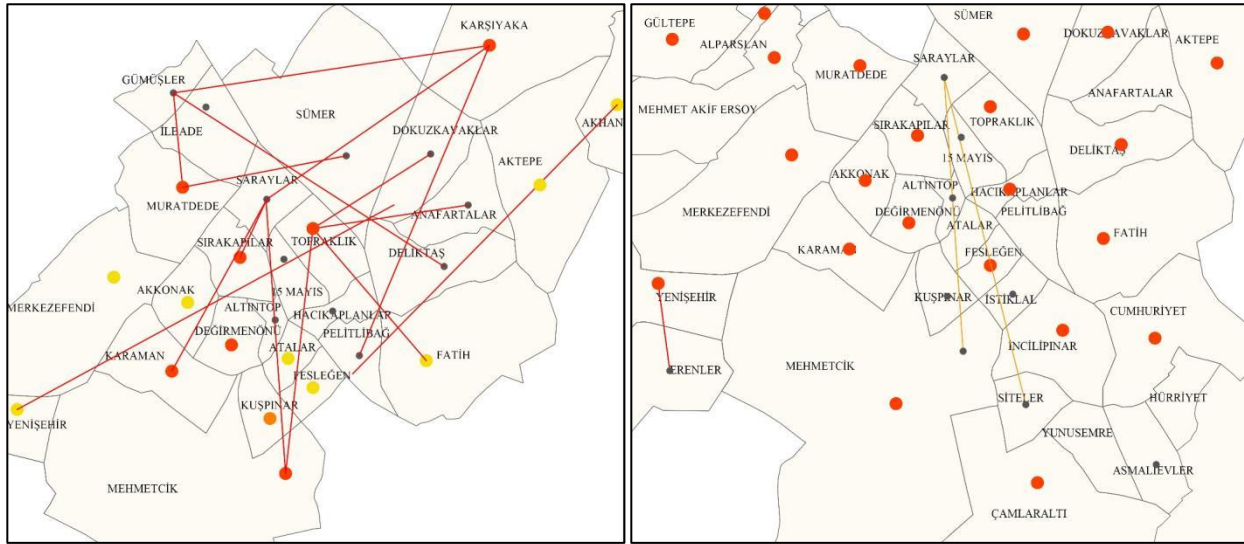 KARŞIYAKA
GÜMÜŞLER
SÜMER
AKHAN
İLBADE
DOKUZKAVAKLAR
AKTEPE
SARAYLAR
MURATDEDE
ANAFARTALAR
SIRAKAPILAR
TOPRAKLIK
DELİKTAŞ
AKKONAK
15 MAYIS
MERKEZEFENDİ
ALTINTOP
HACIKAPLANLAR
DEĞİRMENÖNÜ
PELİTLİBAĞ
ATALAR
KARAMAN
FATİH
FESLEĞEN
KUŞPINAR
YENİŞEHİR
MEHMETCİK
SÜMER
GÜLTEPE
DOKUZKAVAKLAR
ALPARSLAN
AKTEPE
SARAYLAR
MURATDEDE
ANAFARTALAR
MEHMET AKİF ERSOY
TOPRAKLIK
SIRAKAPILAR
DELİKTAŞ
15 MAYIS
AKKONAK
ALTINTOP
HACIKAPLANLAR
MERKEZEFENDİ
DEĞİRMENÖNÜ
PELİTLİBAĞ
ATALAR
FATİH
KARAMAN
FESLEĞEN
YENİŞEHİR
KUŞPINAR
İSTİKLAL
CUMHURİYET
İNCİLİPINAR
MEHMETCİK
ERENLER
SİTELER
HÜRRİYET
YUNUSEMRE
ASMALIEVLER
ÇAMLARALTI